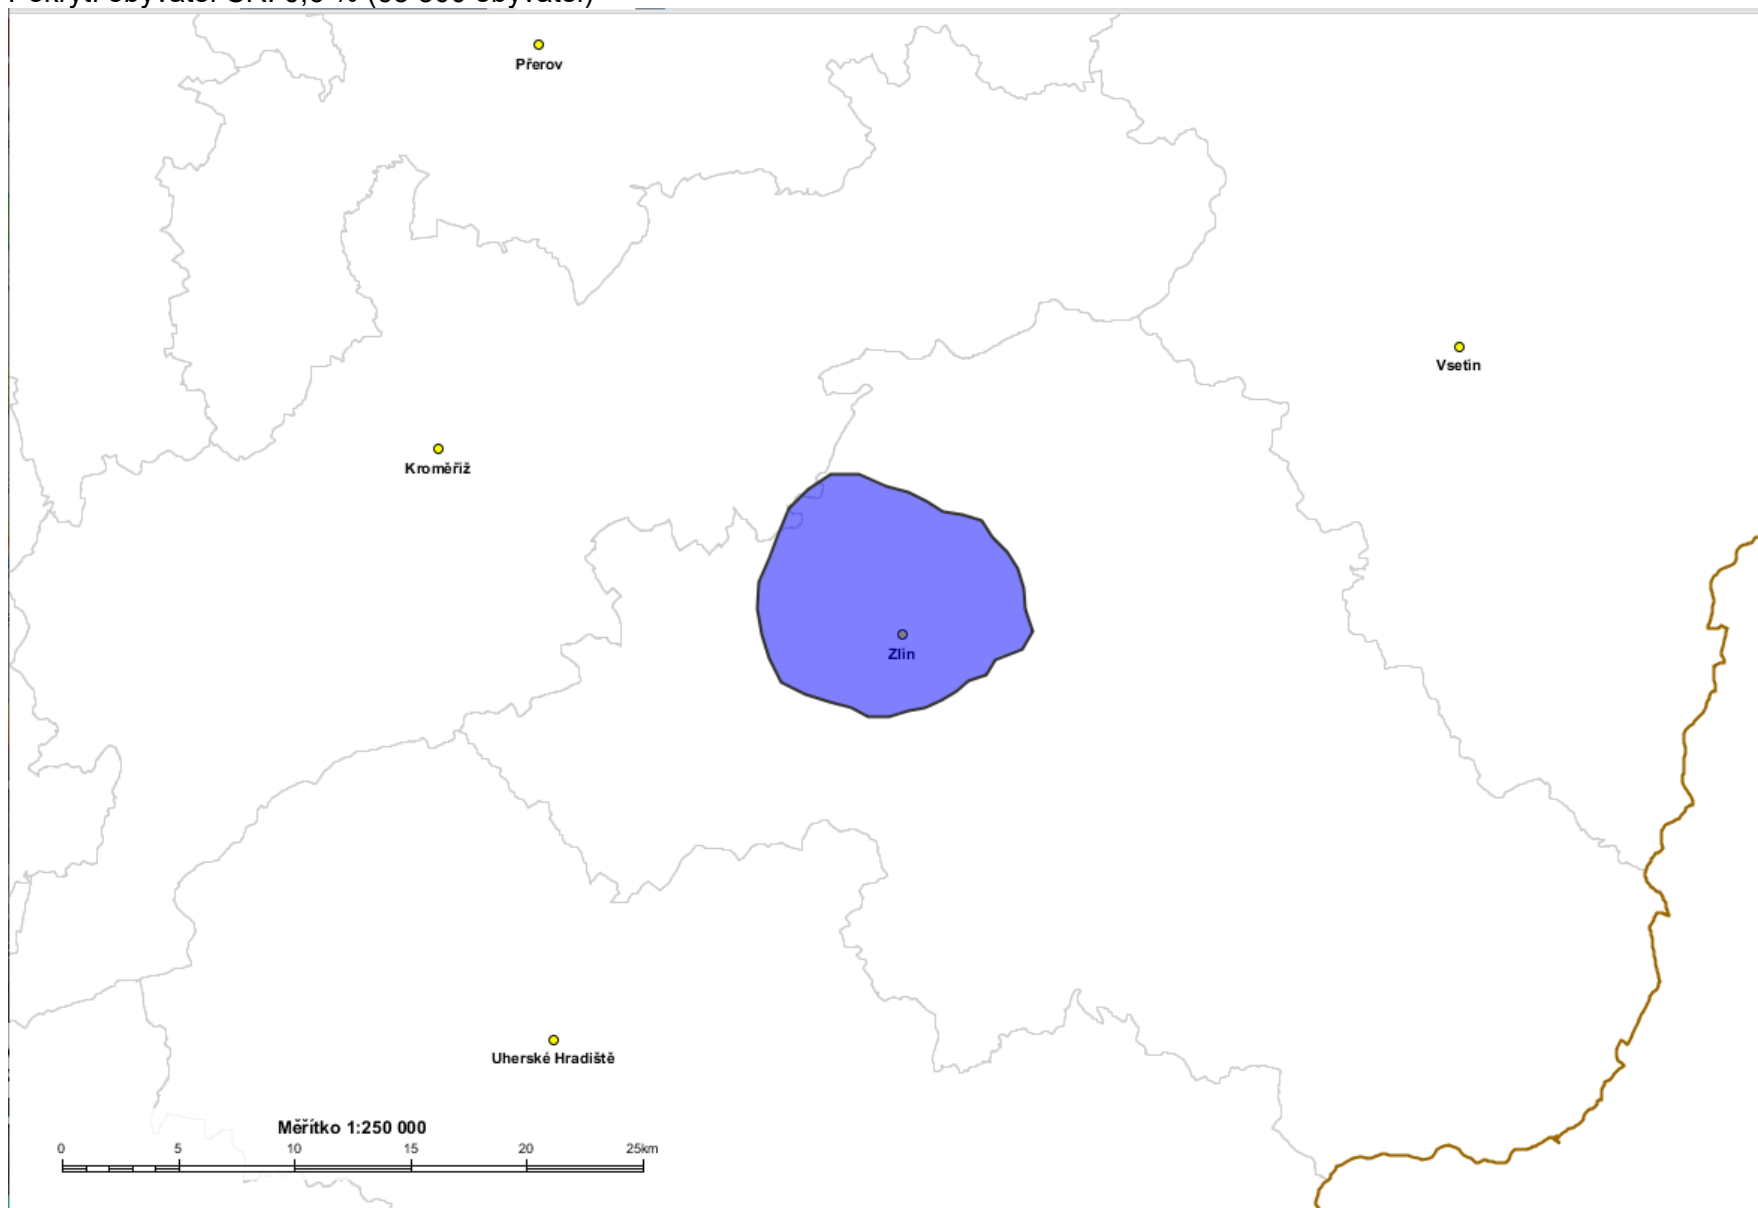 Přerov
Vsetín
Kroměříž
Zlín
Uherské Hradiště
Měřítko 1:250 000
0 5 10 15 20 25km